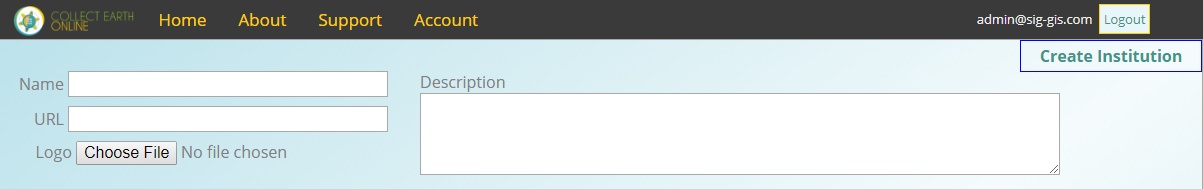 COLLECT EARTH
ONLINE
Home About Support Account admin@sig-gis.com Logout
Create Institution
Name
Description
URL
Logo Choose File No file chosen